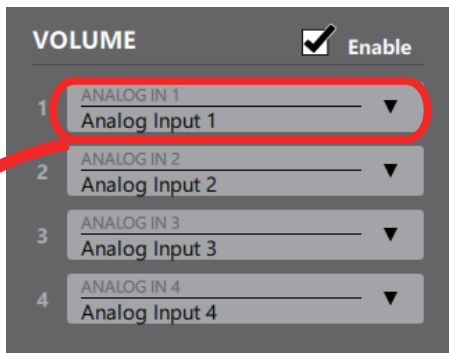 VOLUME Enable
ANALOG IN 1
1
Analog Input 1
ANALOG IN 2
2
Analog Input 2
ANALOG IN 3
3
Analog Input 3
ANALOG IN 4
4
Analog Input 4